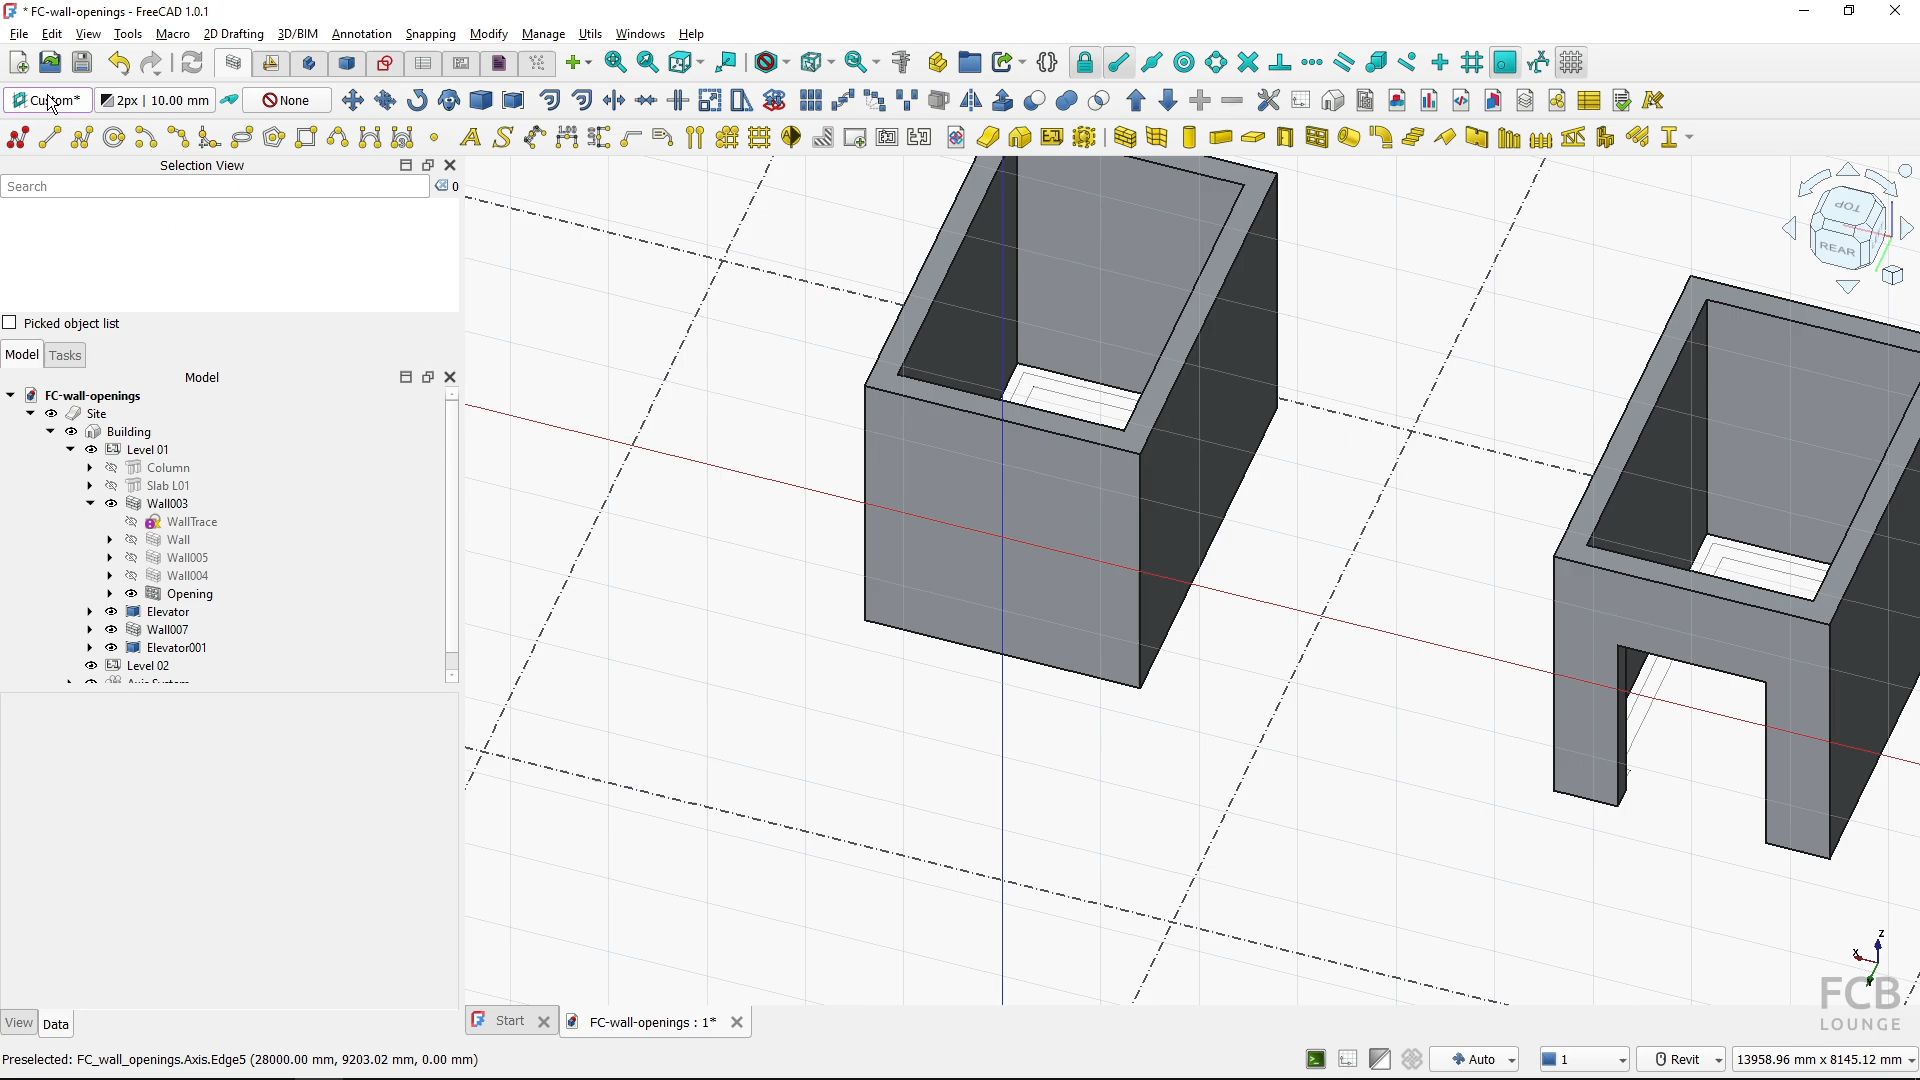 * FC-wall-openings - FreeCAD 1.0.1
File Edit View Tools Macro 2D Drafting 3D/BIM Annotation Snapping Modify Manage Utils Windows Help
Custom* 2px | 10.00 mm None
Selection View
Search
0
Picked object list
Model Tasks
Model
FC-wall-openings
Site
Building
Level 01
Column
Slab L01
Wall003
WallTrace
Wall
Wall005
Wall004
Opening
Elevator
Wall007
Elevator001
Level 02
TOP
REAR
z
x
FCB
LOUNGE
View Data
Start FC-wall-openings : 1*
Preselected: FC_wall_openings.Axis.Edge5 (28000.00 mm, 9203.02 mm, 0.00 mm)
Auto 1 Revit 13958.96 mm x 8145.12 mm